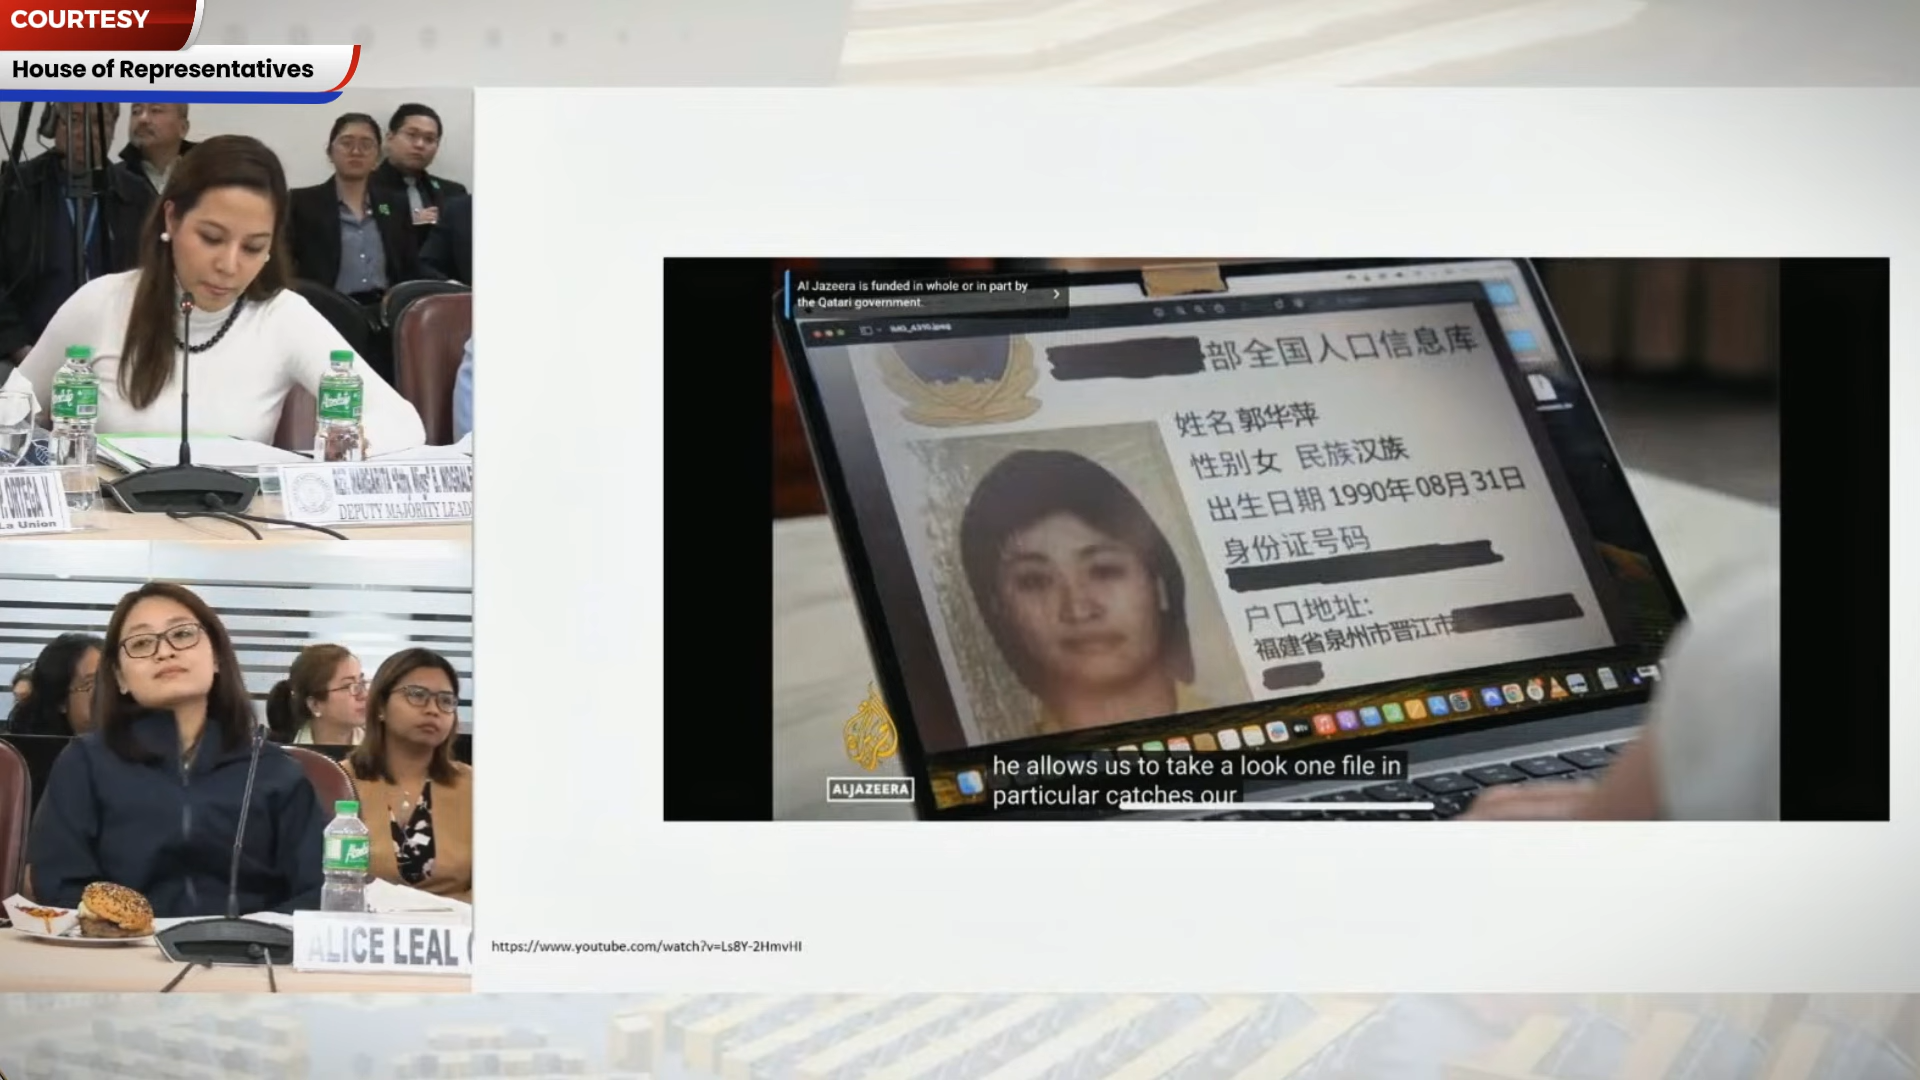 COURTESY
House of Representatives
ORTEGA V
La Union
DEPUTY MAJORITY LEAD
ALICE LEAL
Al Jazeera is funded in whole or in part by
the Qatari government
部全国人口信息库
姓名 郭华萍
性别 女 民族 汉族
出生日期 1990年08月31日
身份证号码
户口地址:
福建省泉州市晋江市
ALJAZEERA
he allows us to take a look one file in
particular catches our
https://www.youtube.com/watch?v=Ls8Y-2HmvHI